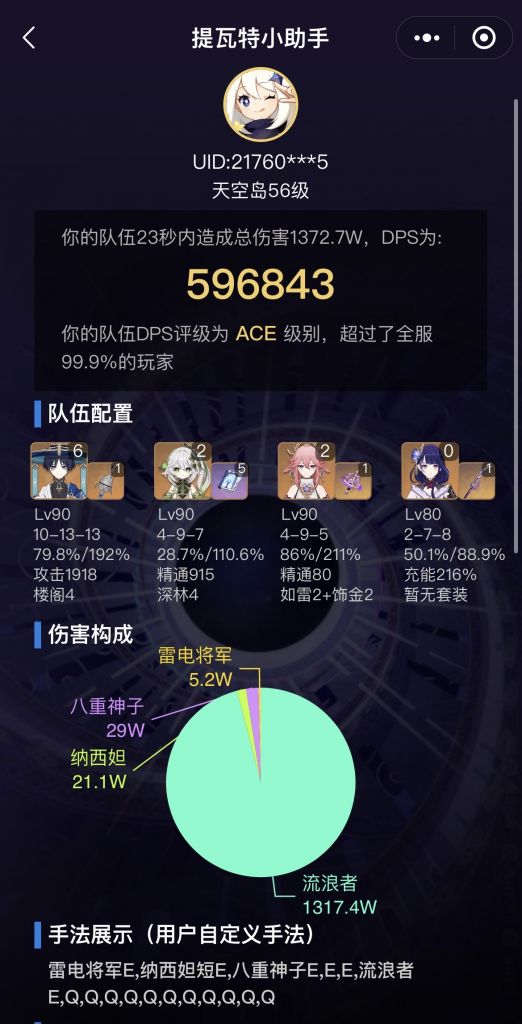 提瓦特小助手
UID:21760***5
天空岛56级
你的队伍23秒内造成总伤害1372.7W，DPS为:
596843
你的队伍DPS评级为 ACE 级别，超过了全服
99.9%的玩家
队伍配置
6 1 2 5 2 1 0 1
Lv90 Lv90 Lv90 Lv80
10-13-13 4-9-7 4-9-5 2-7-8
79.8%/192% 28.7%/110.6% 86%/211% 50.1%/88.9%
攻击1918 精通915 精通80 充能216%
楼阁4 深林4 如雷2+饰金2 暂无套装
伤害构成
雷电将军
5.2W
八重神子
29W
纳西妲
21.1W
流浪者
1317.4W
手法展示（用户自定义手法）
雷电将军E,纳西妲短E,八重神子E,E,E,流浪者
E,Q,Q,Q,Q,Q,Q,Q,Q,Q,Q,Q